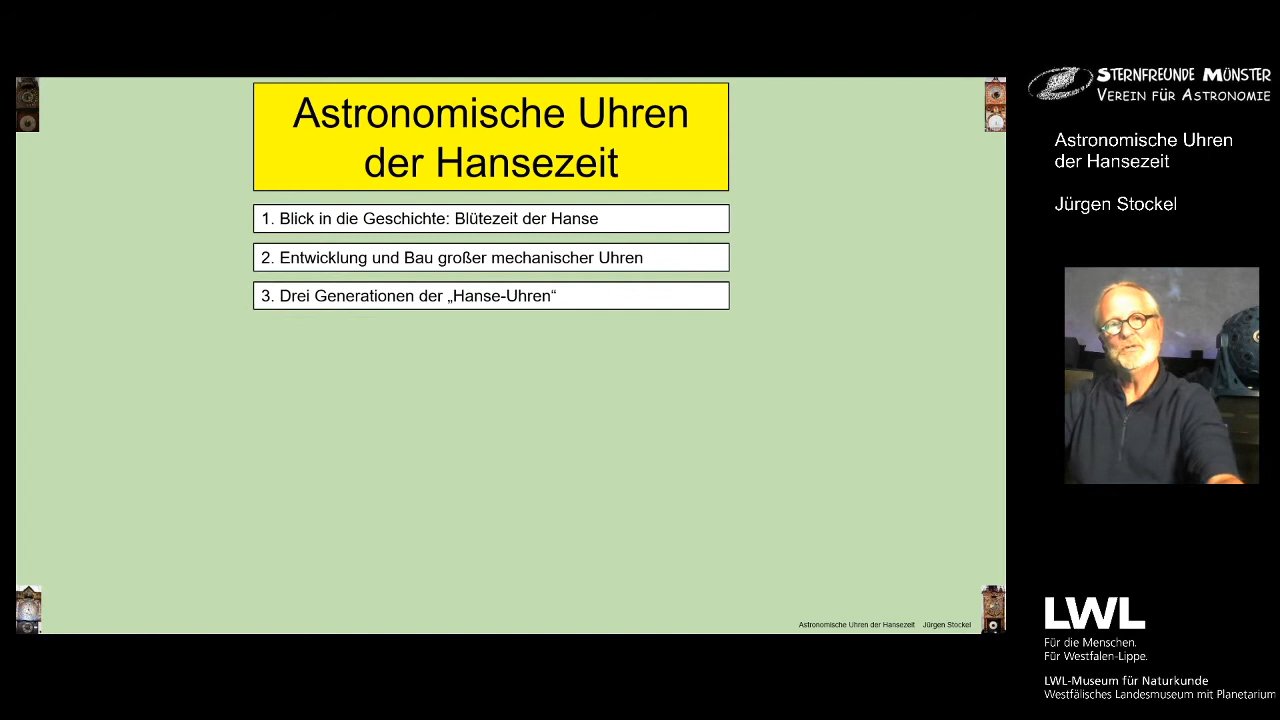 Astronomische Uhren
der Hansezeit
1. Blick in die Geschichte: Blütezeit der Hanse
2. Entwicklung und Bau großer mechanischer Uhren
3. Drei Generationen der „Hanse-Uhren“
Astronomische Uhren der Hansezeit Jürgen Stockel
STERNFREUNDE MÜNSTER
VEREIN FÜR ASTRONOMIE
Astronomische Uhren
der Hansezeit
Jürgen Stockel
LWL
Für die Menschen.
Für Westfalen-Lippe.
LWL-Museum für Naturkunde
Westfälisches Landesmuseum mit Planetarium